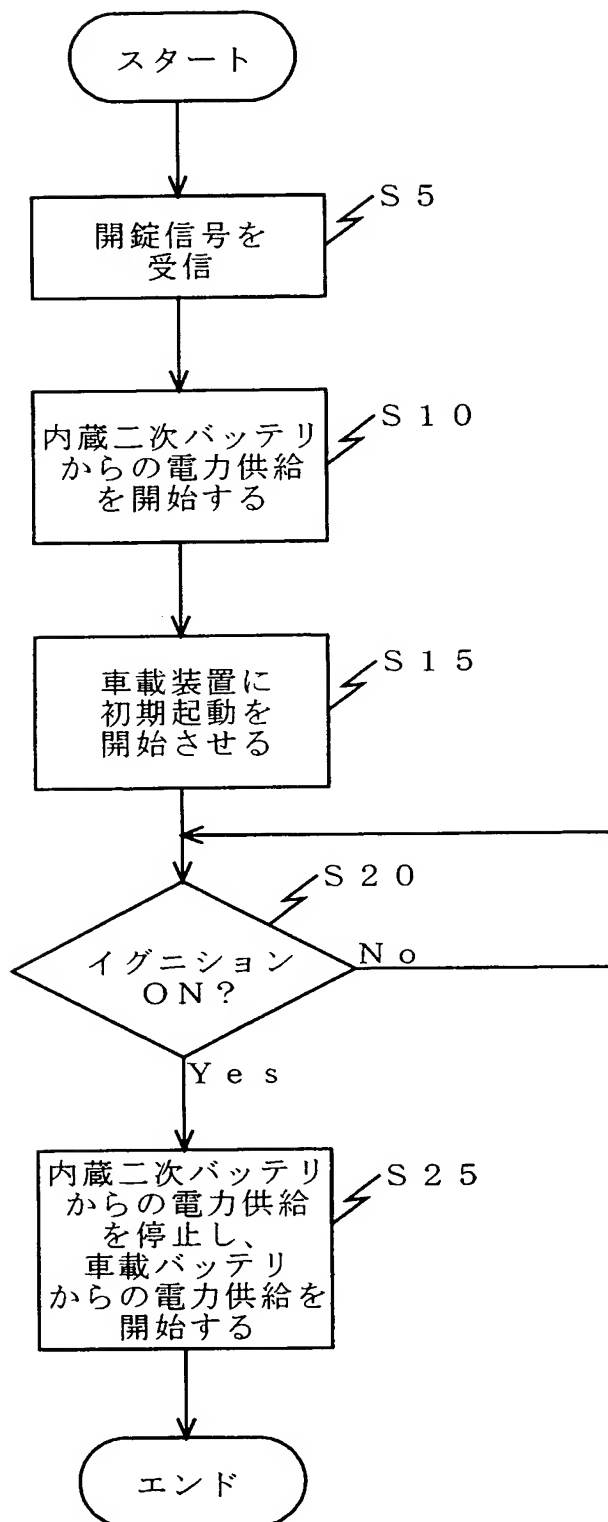 スタート
S5
開錠信号を
受信
S10
内蔵二次バッテリ
からの電力供給
を開始する
S15
車載装置に
初期起動を
開始させる
S20
イグニション
ON?
No
Yes
S25
内蔵二次バッテリ
からの電力供給
を停止し、
車載バッテリ
からの電力供給を
開始する
エンド